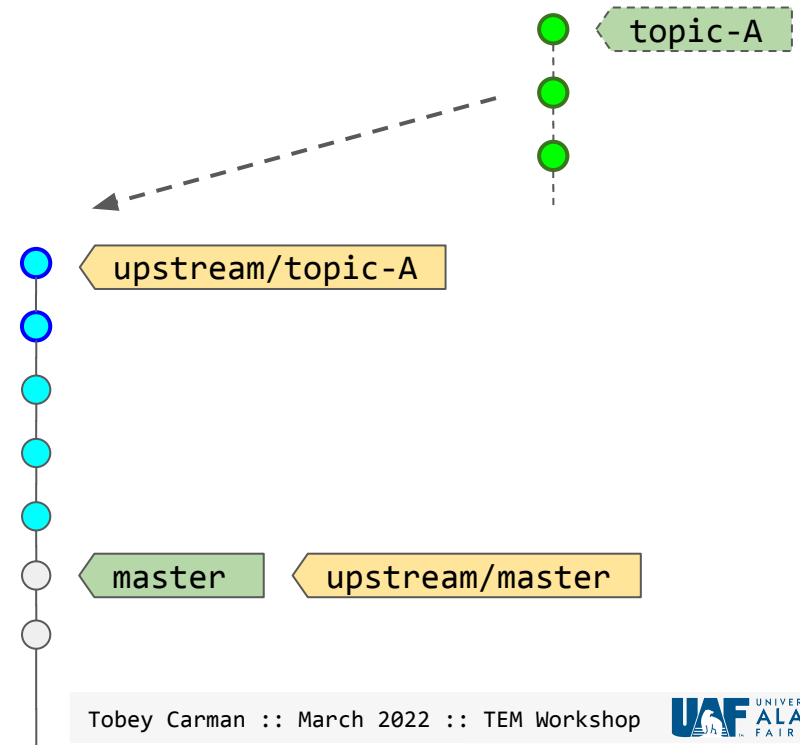 topic-A
upstream/topic-A
master
upstream/master
Tobey Carman :: March 2022 :: TEM Workshop
UAF